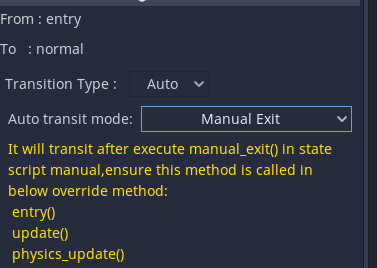 From : entry
To : normal
Transition Type : Auto
Auto transit mode: Manual Exit
It will transit after execute manual_exit() in state
script manual,ensure this method is called in
below override method:
entry()
update()
physics_update()